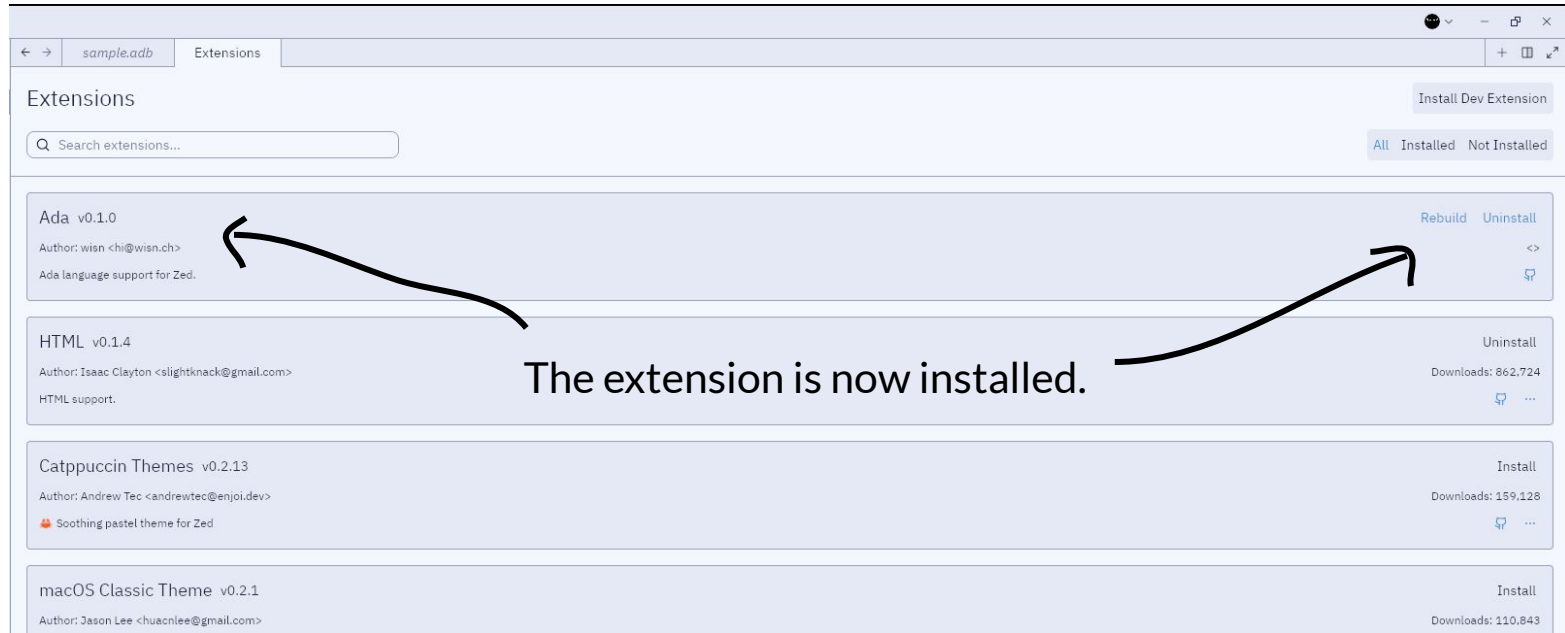 sample.adb Extensions
Extensions
Install Dev Extension
Search extensions...
All Installed Not Installed
Ada v0.1.0
Rebuild Uninstall
Author: wisn <hi@wisn.ch>
<>
Ada language support for Zed.
HTML v0.1.4
Uninstall
Author: Isaac Clayton <slightknack@gmail.com>
Downloads: 862,724
HTML support.
...
The extension is now installed.
Catppuccin Themes v0.2.13
Install
Author: Andrew Tec <andrewtec@enjoi.dev>
Downloads: 159,128
🦀 Soothing pastel theme for Zed
...
macOS Classic Theme v0.2.1
Install
Author: Jason Lee <huacnlee@gmail.com>
Downloads: 110,843